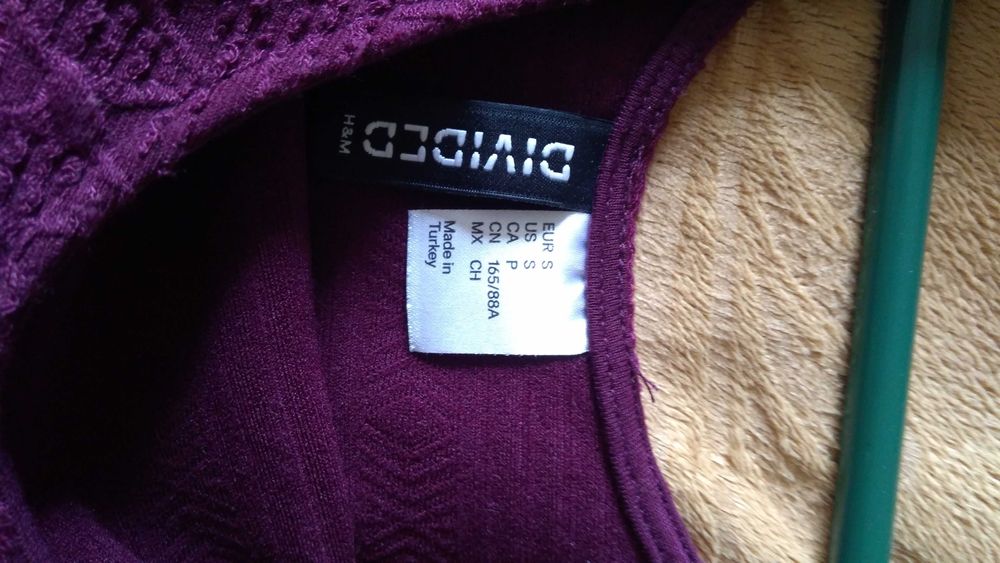 DIVIDED
H&M
EUR S
US S
CA P
CN 165/88A
MX CH
Made in
Turkey